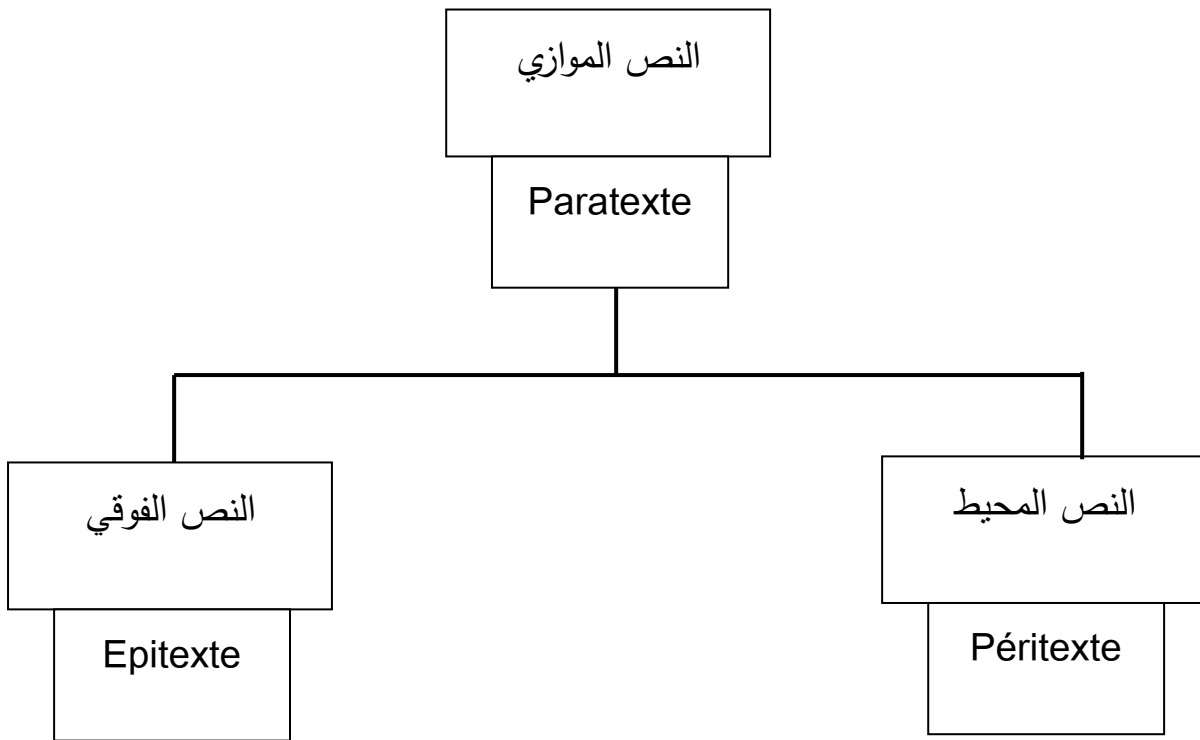 النص الموازي
Paratexte
النص المحيط
Péritexte
النص الفوقي
Epitexte